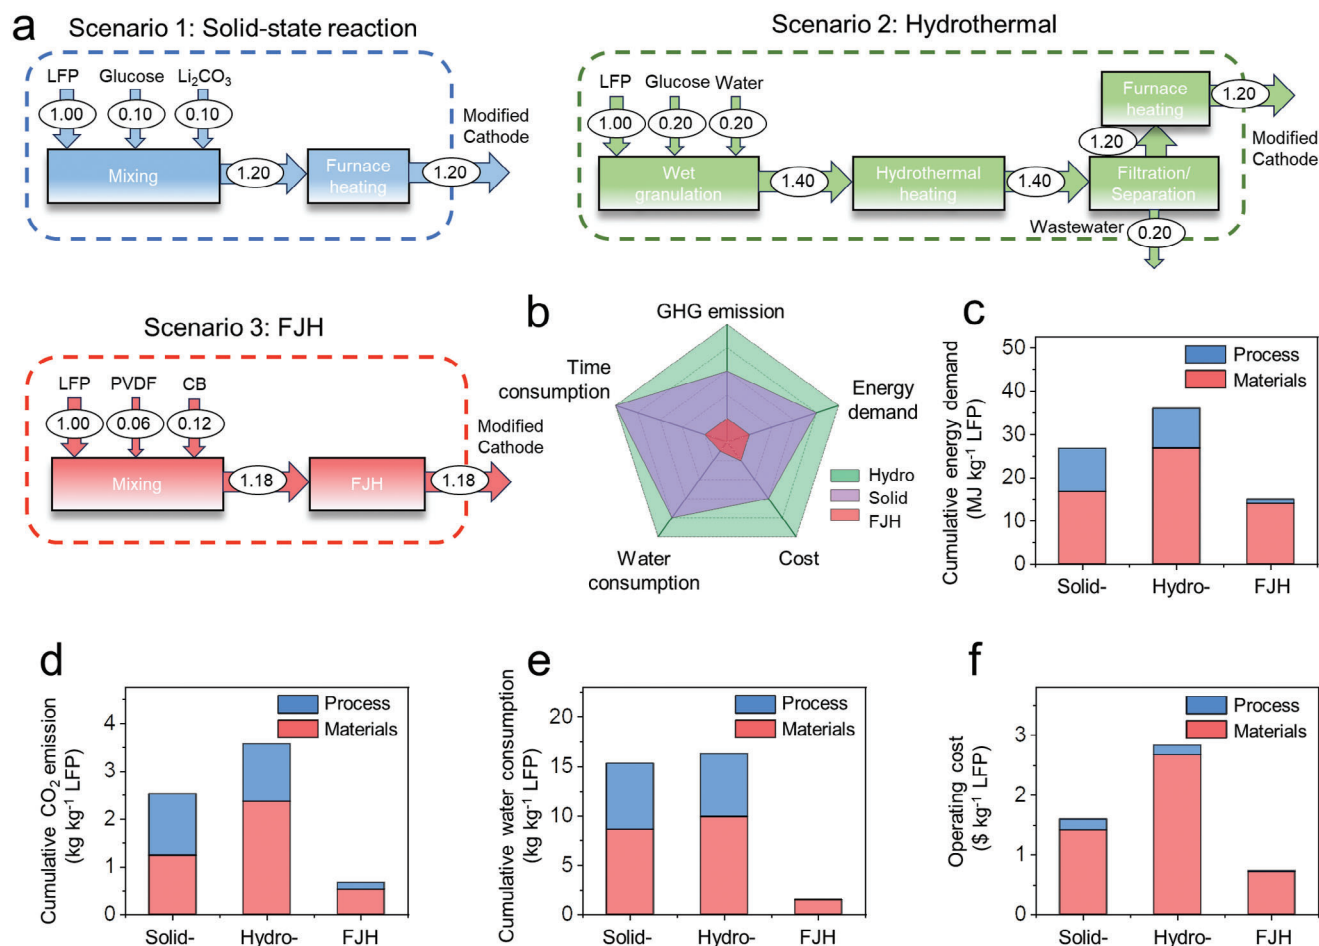 a
Scenario 1: Solid-state reaction
LFP Glucose Li₂CO₃
1.00 0.10 0.10
Modified
Cathode
Mixing
1.20
Furnace
heating
1.20
Scenario 2: Hydrothermal
LFP Glucose Water
1.00 0.20 0.20
Wet
granulation
1.40
Hydrothermal
heating
1.40
Filtration/
Separation
1.20
Furnace
heating
1.20
Modified
Cathode
Wastewater
0.20
Scenario 3: FJH
LFP PVDF CB
1.00 0.06 0.12
Modified
Cathode
Mixing
1.18
FJH
1.18
b
GHG emission
Time
consumption
Energy
demand
Water
consumption
Cost
Hydro
Solid
FJH
c
Cumulative energy demand
(MJ kg⁻¹ LFP)
50
40
30
20
10
0
Process
Materials
Solid- Hydro- FJH
d
Cumulative CO₂ emission
(kg kg⁻¹ LFP)
4
3
2
1
0
Process
Materials
Solid- Hydro- FJH
e
Cumulative water consumption
(kg kg⁻¹ LFP)
20
15
10
5
0
Process
Materials
Solid- Hydro- FJH
f
Operating cost
($ kg⁻¹ LFP)
3
2
1
0
Process
Materials
Solid- Hydro- FJH